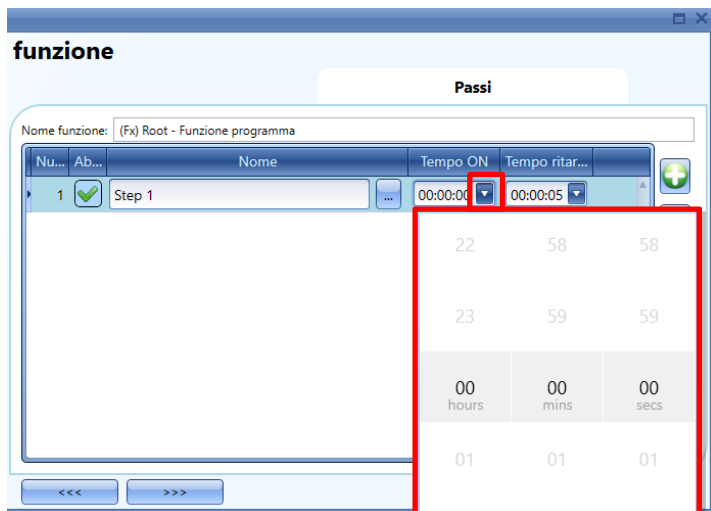 funzione
Passi
Nome funzione: (Fx) Root - Funzione programma
Nu... Ab... Nome Tempo ON Tempo ritar...
1 Step 1 ... 00:00:00 00:00:05
22 58 58
23 59 59
00 00 00
hours mins secs
01 01 01
<<< >>>